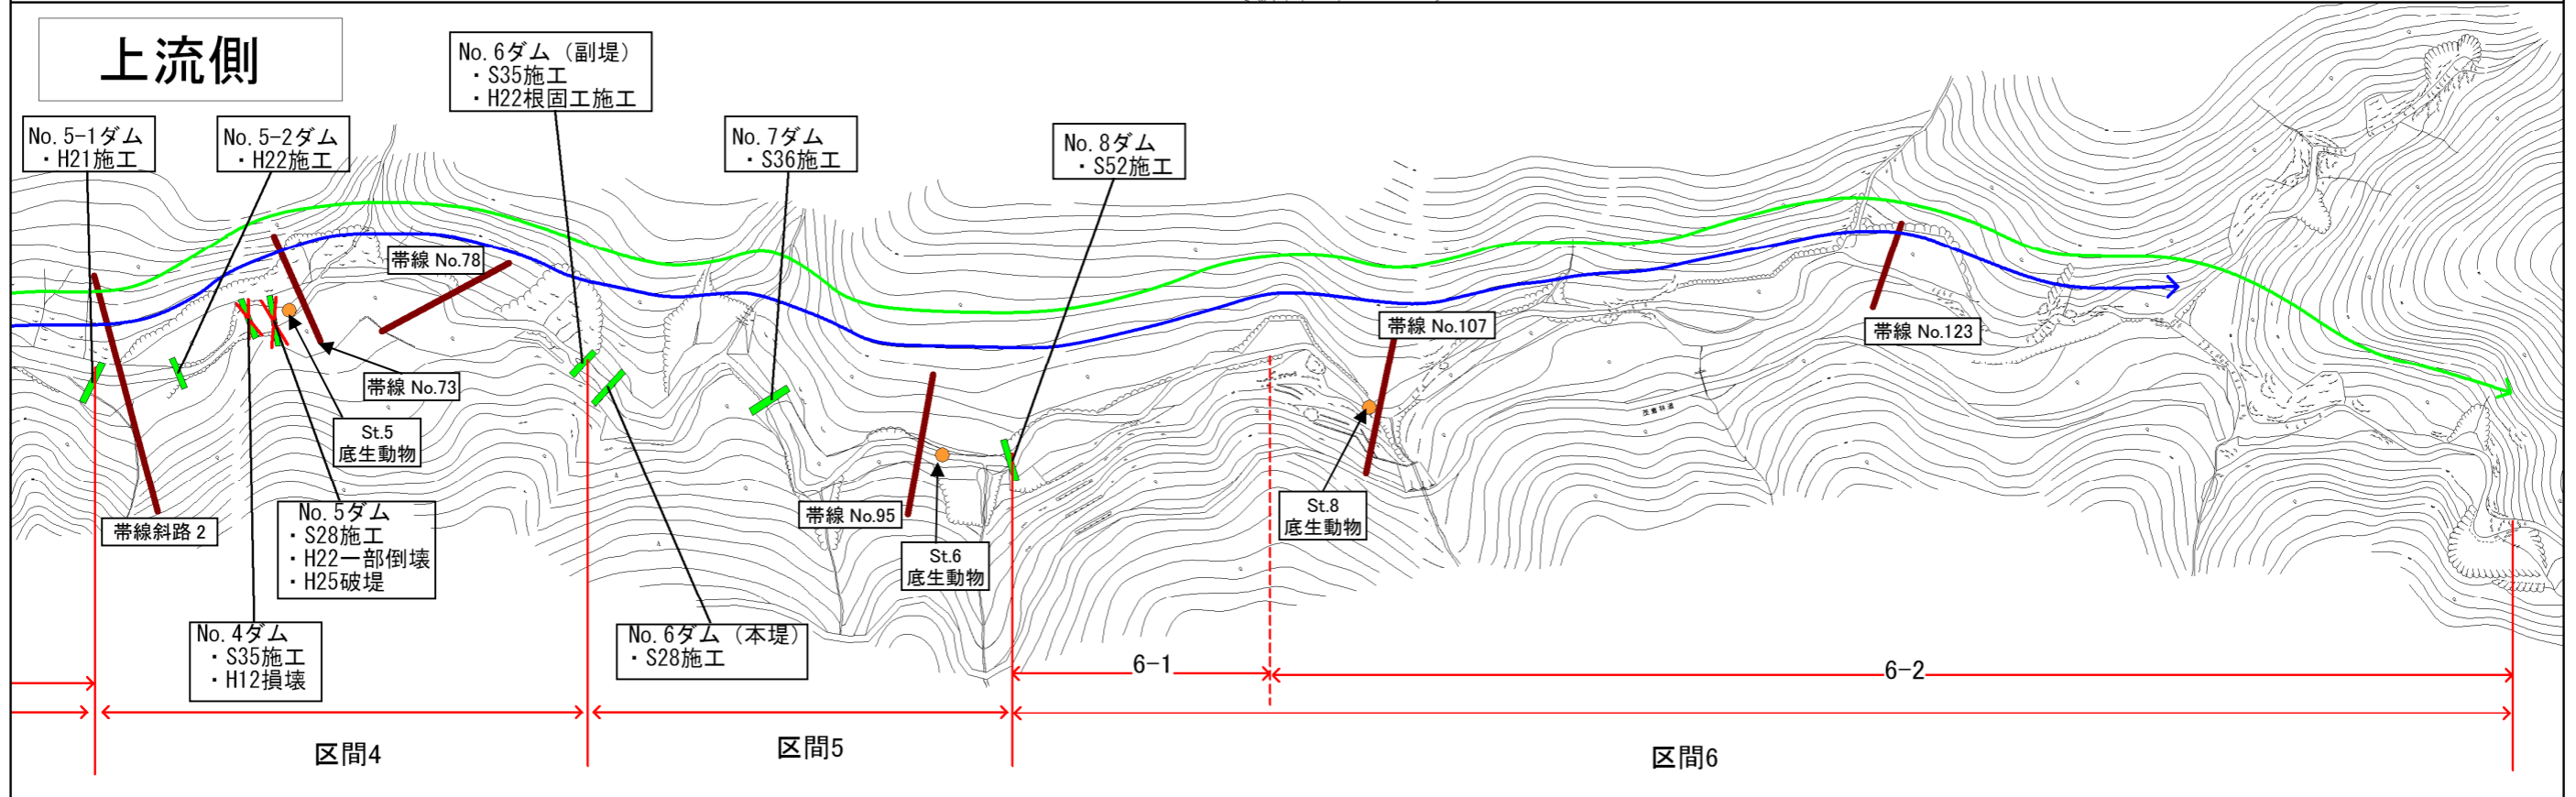 上流側
No. 5-1ダム
・H21施工
No. 5-2ダム
・H22施工
No. 6ダム（副堤）
・S35施工
・H22根固工施工
No. 7ダム
・S36施工
No. 8ダム
・S52施工
帯線 No.78
帯線 No.73
St.5
底生動物
帯線斜路 2
No. 5ダム
・S28施工
・H22一部倒壊
・H25破堤
No. 4ダム
・S35施工
・H12損壊
No. 6ダム（本堤）
・S28施工
帯線 No.95
St.6
底生動物
帯線 No.107
St.8
底生動物
帯線 No.123
6-1
6-2
区間4
区間5
区間6